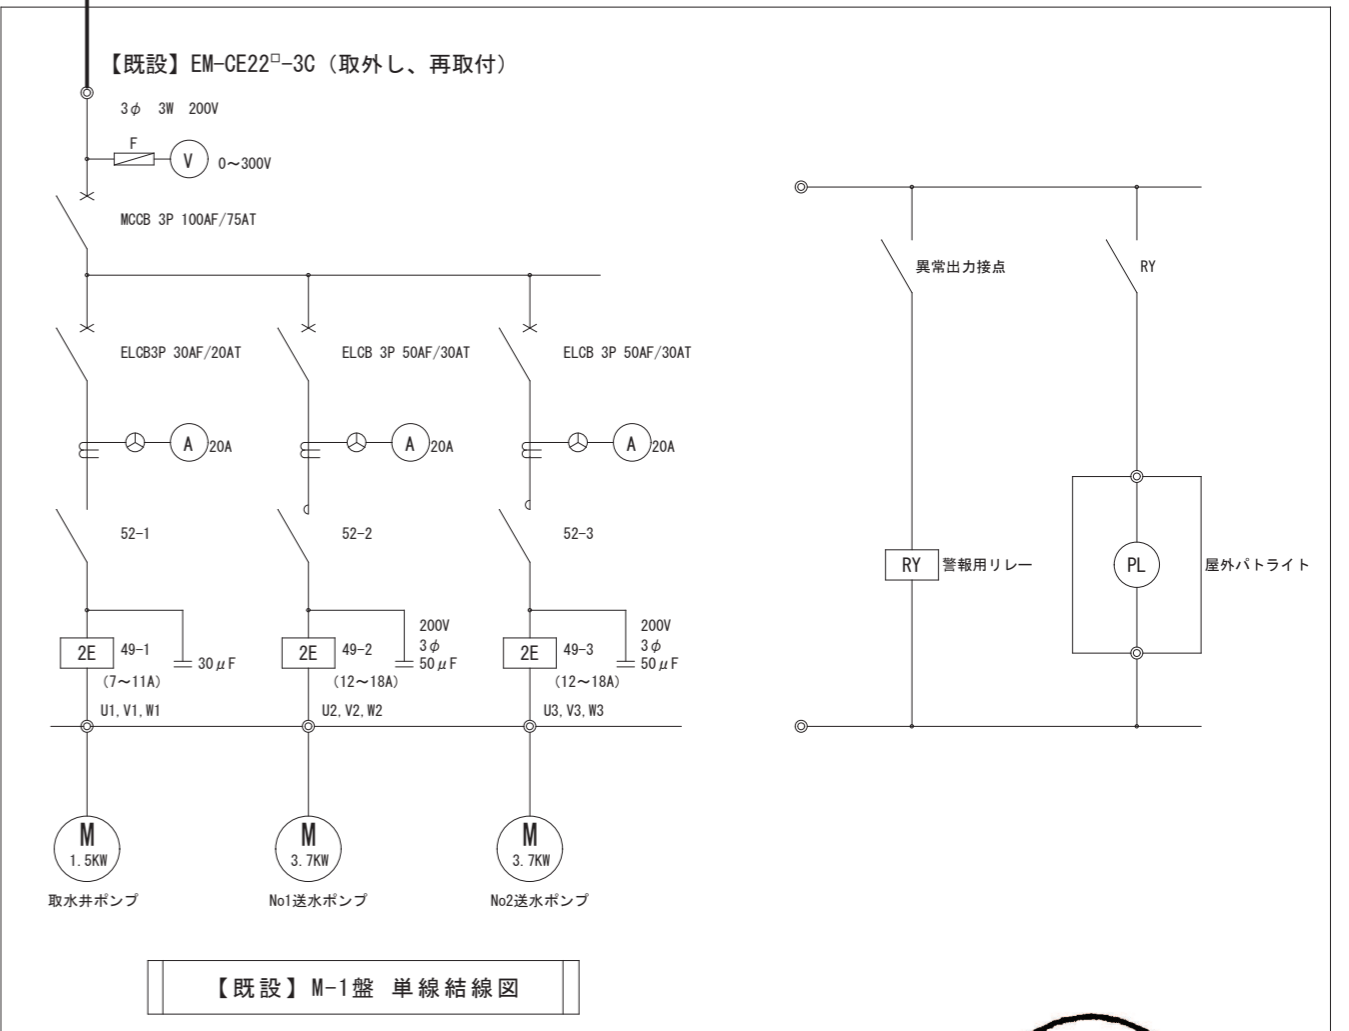 【既設】EM-CE22□-3C（取外し、再取付）
3φ 3W 200V
F
V
0～300V
MCCB 3P 100AF/75AT
ELCB3P 30AF/20AT
ELCB 3P 50AF/30AT
ELCB 3P 50AF/30AT
A
20A
A
20A
A
20A
52-1
52-2
52-3
2E
49-1
(7～11A)
30μF
2E
49-2
(12～18A)
200V
3φ
50μF
2E
49-3
(12～18A)
200V
3φ
50μF
U1,V1,W1
U2,V2,W2
U3,V3,W3
M
1.5KW
取水井ポンプ
M
3.7KW
No1送水ポンプ
M
3.7KW
No2送水ポンプ
異常出力接点
RY
RY
警報用リレー
PL
屋外パトライト
【既設】M-1盤 単線結線図